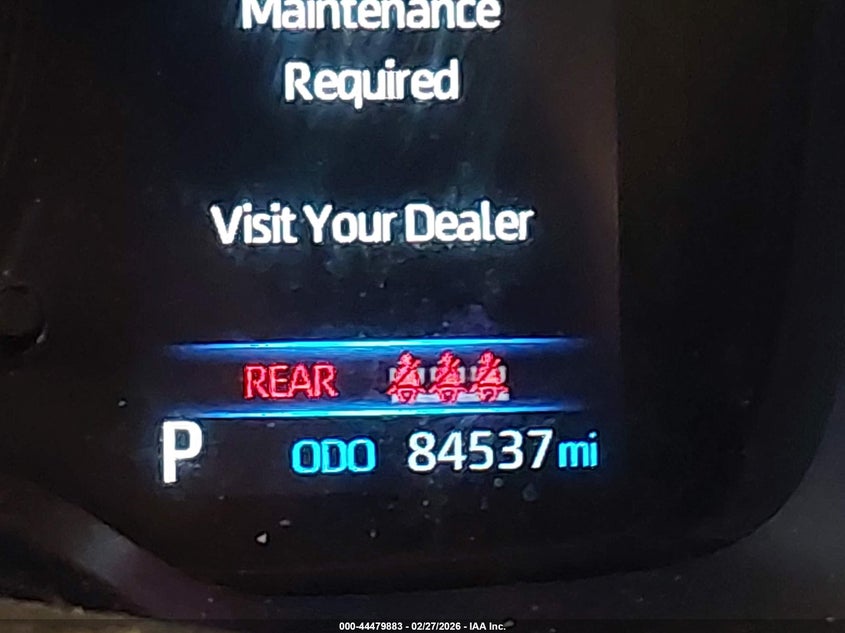 Maintenance
Required
Visit Your Dealer
REAR
P ODO 84537 mi
000-44479883 - 02/27/2026 - IAA Inc.